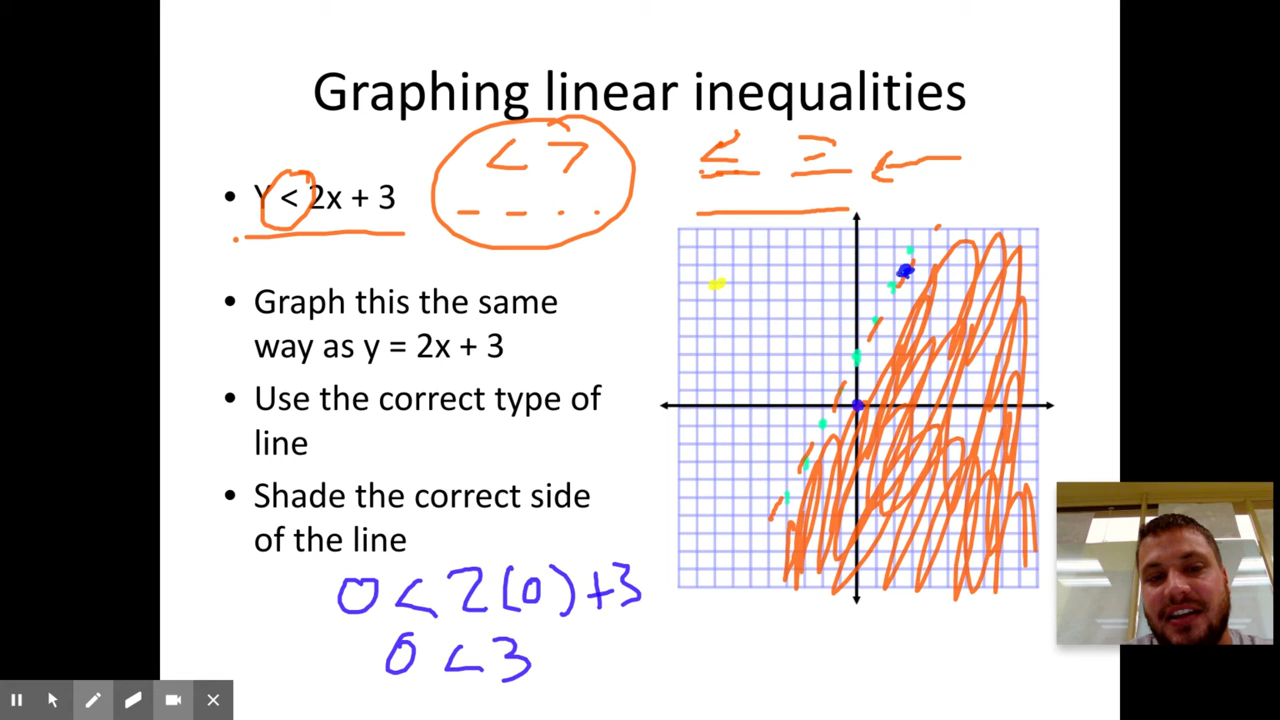 Graphing linear inequalities
< > ≤ ≥
• Y < 2x + 3
• Graph this the same
way as y = 2x + 3
• Use the correct type of
line
• Shade the correct side
of the line
0 < 2(0)+3
0 < 3